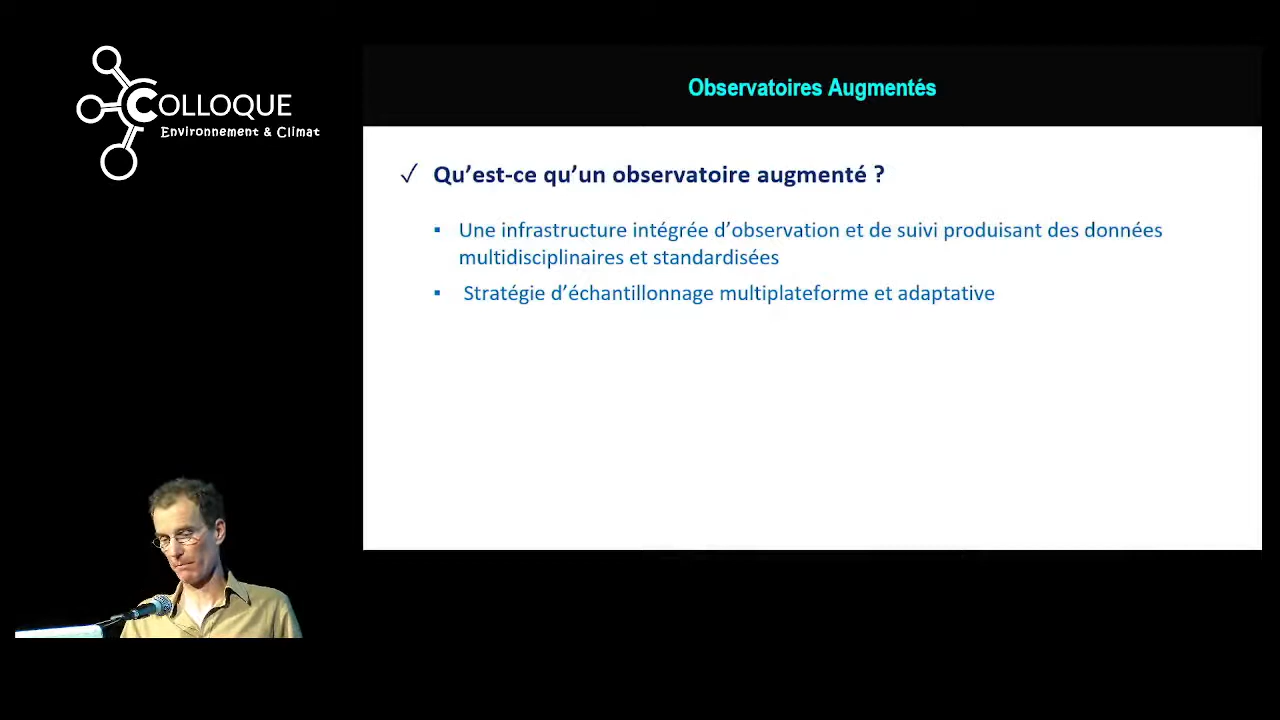 COLLOQUE
Environnement & Climat
Observatoires Augmentés
✓ Qu’est-ce qu’un observatoire augmenté ?
▪ Une infrastructure intégrée d’observation et de suivi produisant des données
multidisciplinaires et standardisées
▪ Stratégie d’échantillonnage multiplateforme et adaptative